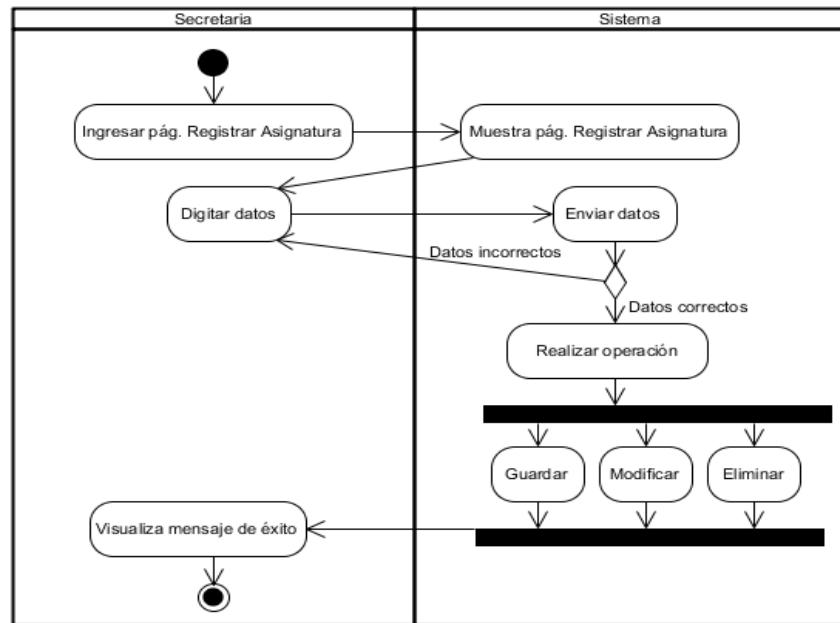 Secretaria
Sistema
Ingresar pág. Registrar Asignatura
Muestra pág. Registrar Asignatura
Digitar datos
Enviar datos
Datos incorrectos
Datos correctos
Realizar operación
Guardar
Modificar
Eliminar
Visualiza mensaje de éxito